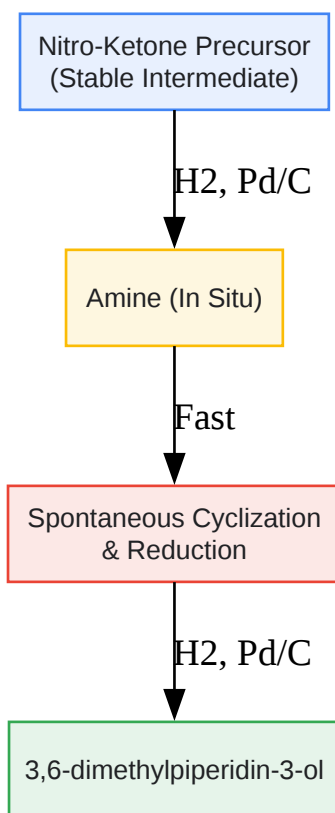 Nitro-Ketone Precursor
(Stable Intermediate)
H2, Pd/C
Amine (In Situ)
Fast
Spontaneous Cyclization
& Reduction
H2, Pd/C
3,6-dimethylpiperidin-3-ol